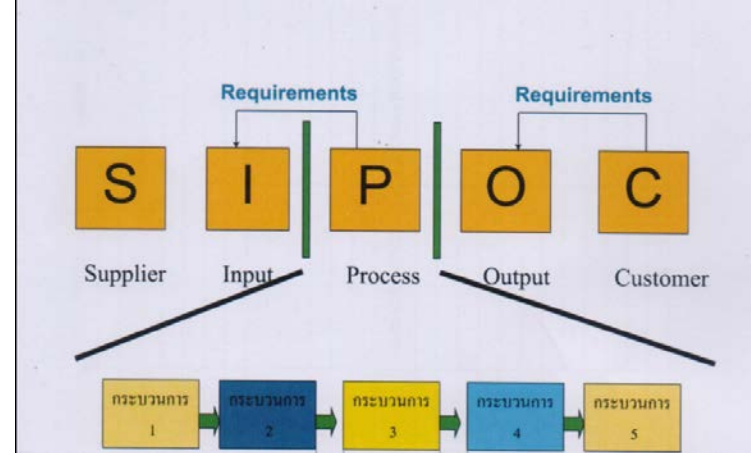 Requirements Requirements
S I P O C
Supplier Input Process Output Customer
กระบวนการ กระบวนการ กระบวนการ กระบวนการ กระบวนการ
1 2 3 4 5